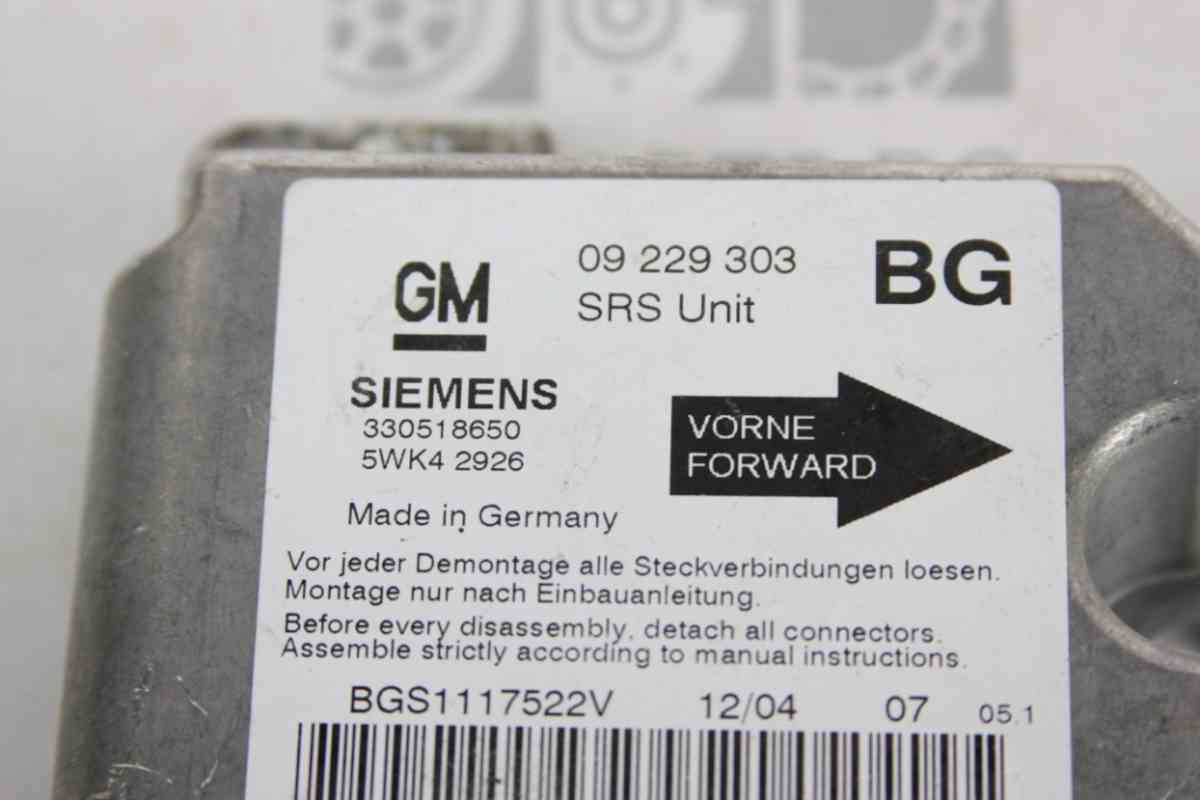 GM
09 229 303
SRS Unit
BG
SIEMENS
330518650
5WK4 2926
VORNE
FORWARD
Made in Germany
Vor jeder Demontage alle Steckverbindungen loesen.
Montage nur nach Einbauanleitung.
Before every disassembly, detach all connectors.
Assemble strictly according to manual instructions.
BGS1117522V 12/04 07 05.1